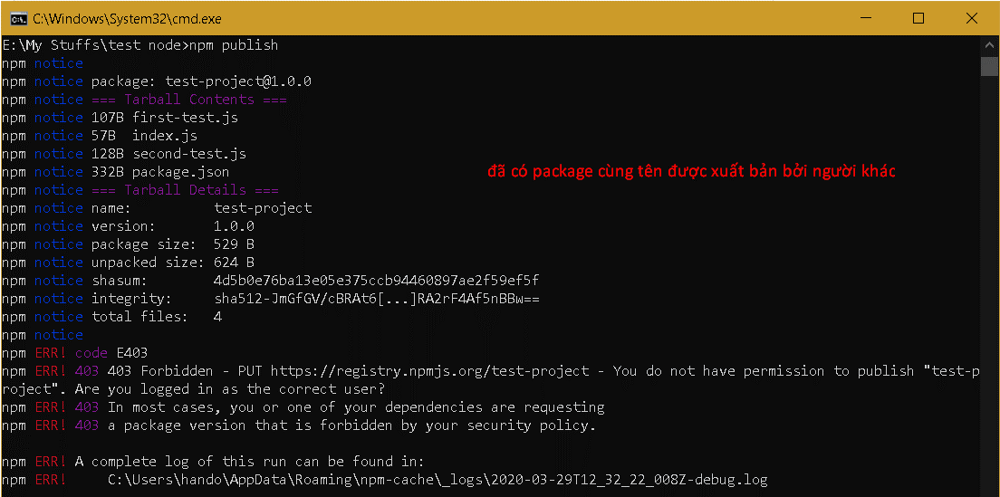 C:\Windows\System32\cmd.exe
E:\My Stuffs\test node>npm publish
npm notice
npm notice package: test-project@1.0.0
npm notice === Tarball Contents ===
npm notice 107B first-test.js
npm notice 57B  index.js
npm notice 128B second-test.js
npm notice 332B package.json
đã có package cùng tên được xuất bản bởi người khác
npm notice === Tarball Details ===
npm notice name:          test-project
npm notice version:       1.0.0
npm notice package size:  529 B
npm notice unpacked size: 624 B
npm notice shasum:        4d5b0e76ba13e05e375ccb94460897ae2f59ef5f
npm notice integrity:     sha512-JmGfGV/cBRAt6[...]RA2rF4Af5nBBw==
npm notice total files:   4
npm notice
npm ERR! code E403
npm ERR! 403 403 Forbidden - PUT https://registry.npmjs.org/test-project - You do not have permission to publish "test-p
roject". Are you logged in as the correct user?
npm ERR! 403 In most cases, you or one of your dependencies are requesting
npm ERR! 403 a package version that is forbidden by your security policy.
npm ERR! A complete log of this run can be found in:
npm ERR!     C:\Users\hando\AppData\Roaming\npm-cache\_logs\2020-03-29T12_32_22_008Z-debug.log